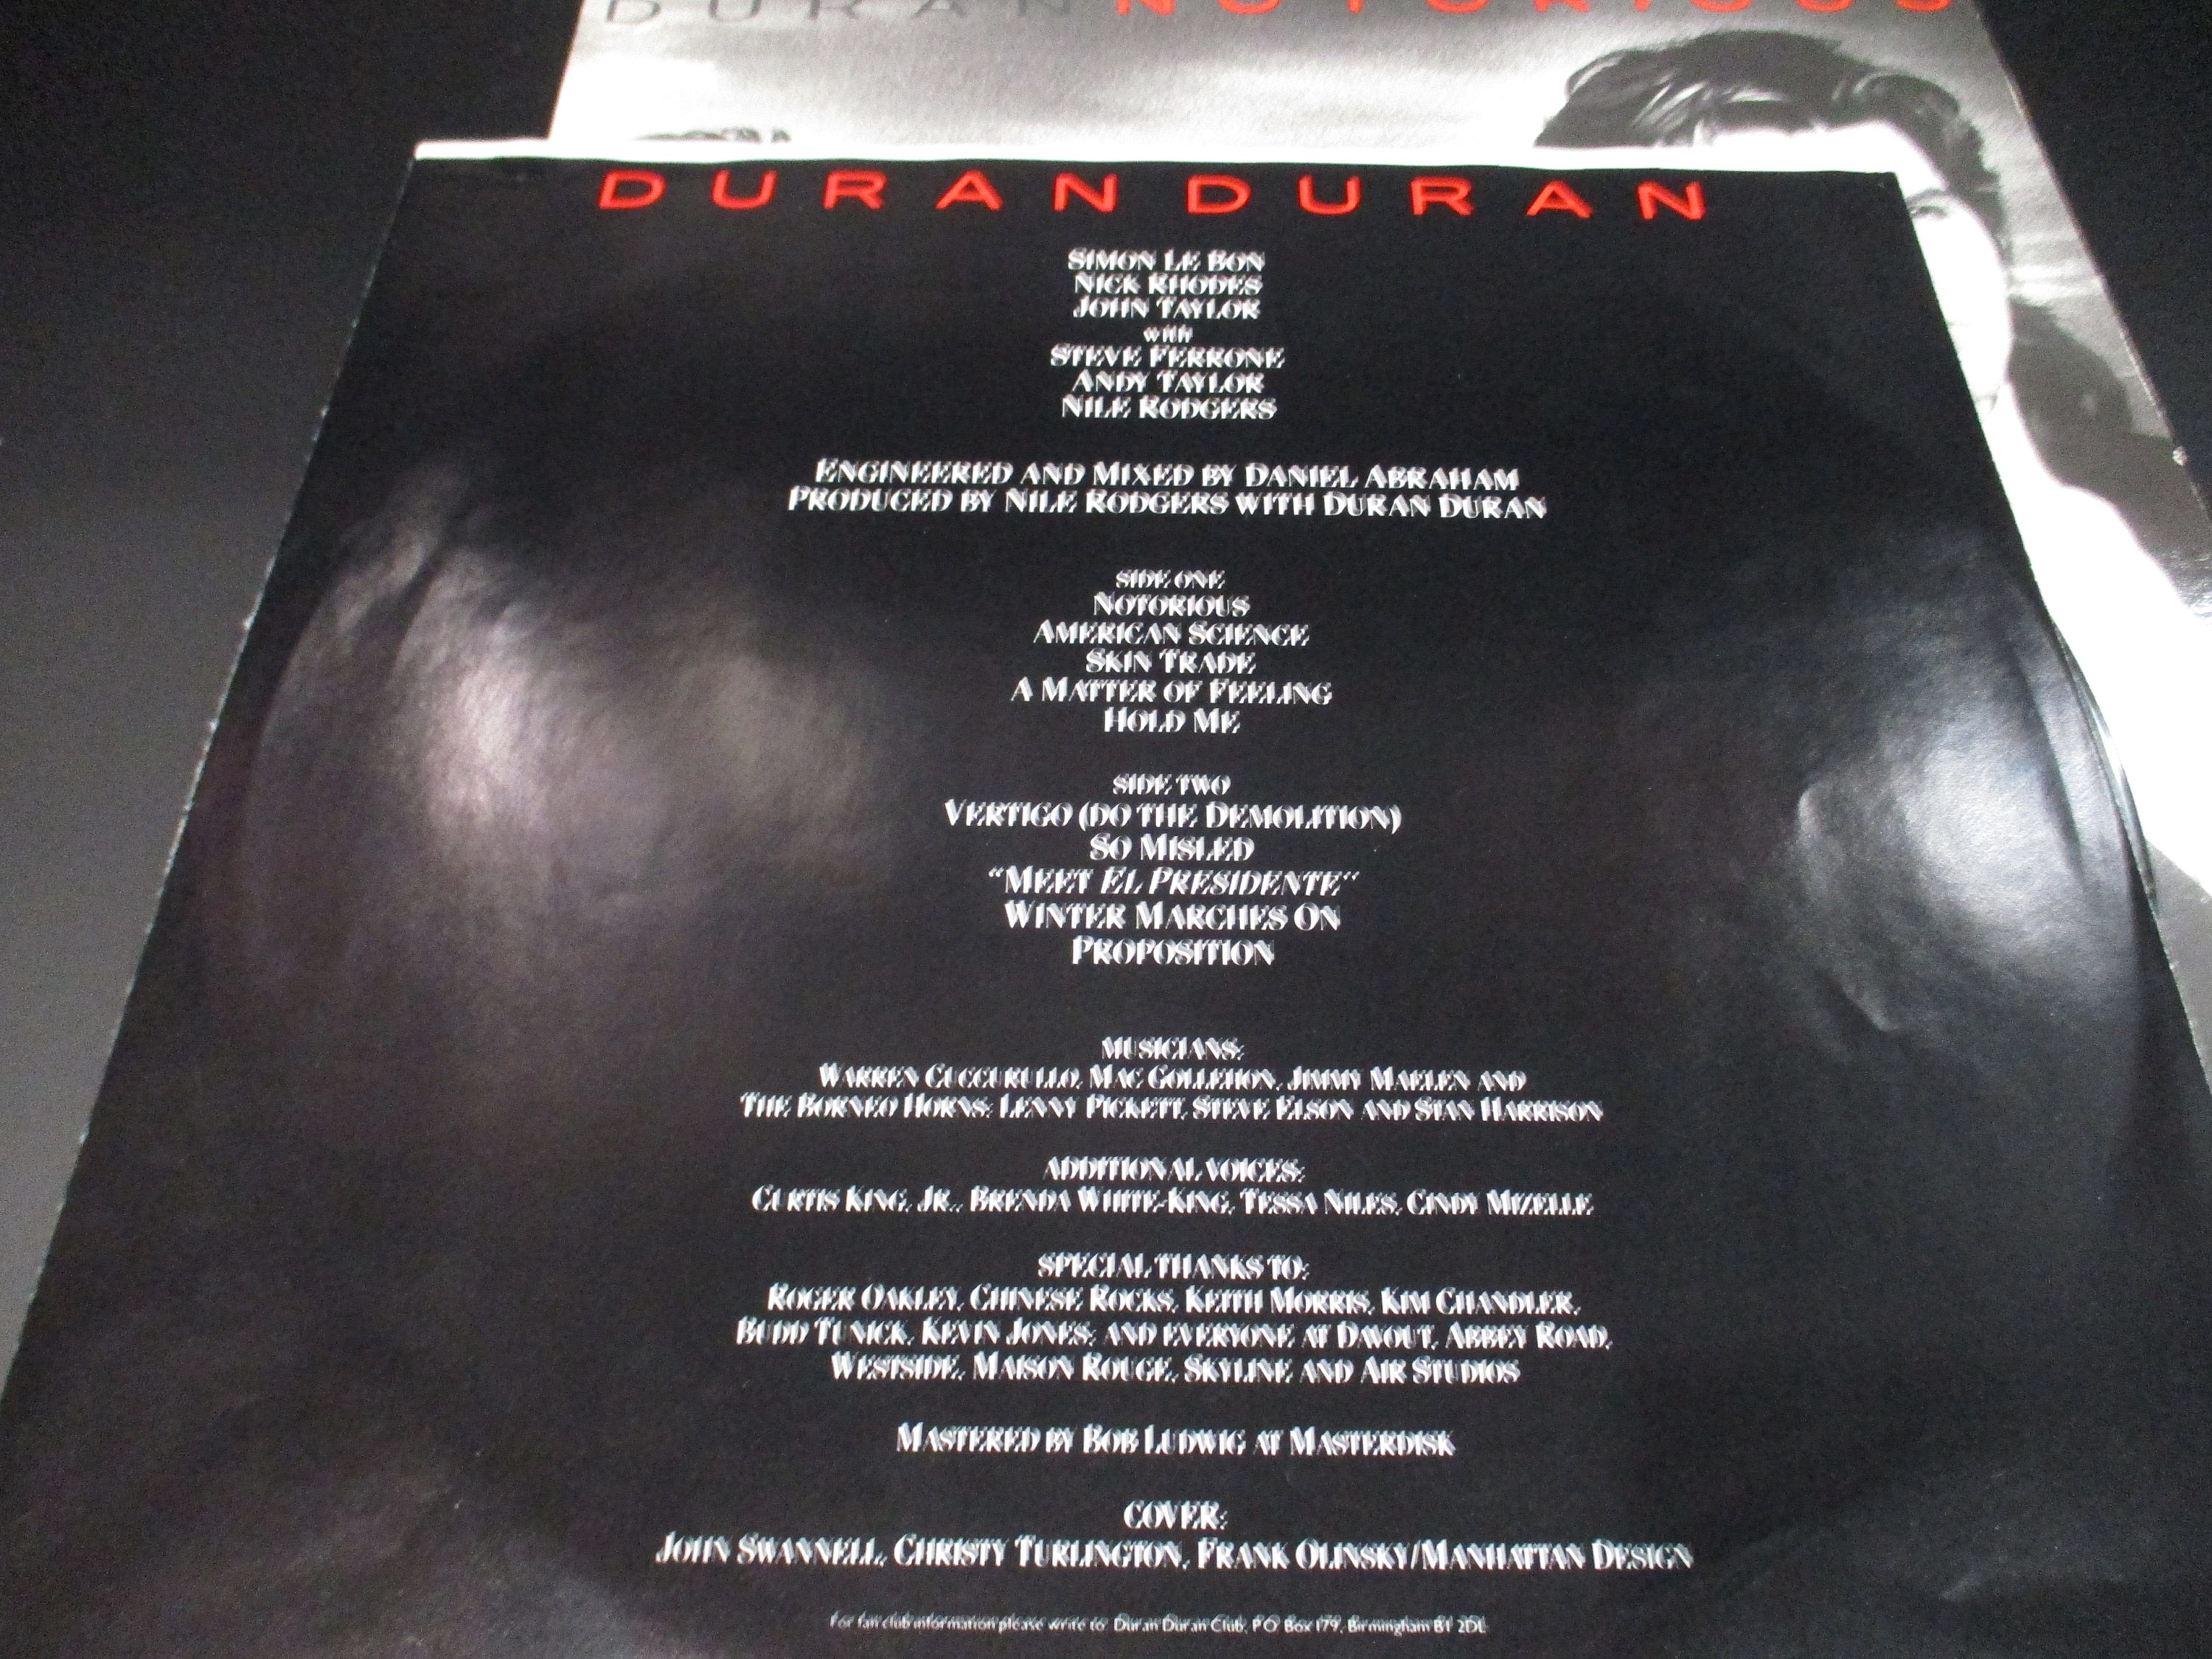 DURAN NOTORIOUS
DURAN DURAN
SIMON LE BON
NICK RHODES
JOHN TAYLOR
with
STEVE FERRONE
ANDY TAYLOR
NILE RODGERS
ENGINEERED AND MIXED BY DANIEL ABRAHAM
PRODUCED BY NILE RODGERS WITH DURAN DURAN
SIDE ONE
NOTORIOUS
AMERICAN SCIENCE
SKIN TRADE
A MATTER OF FEELING
HOLD ME
SIDE TWO
VERTIGO (DO THE DEMOLITION)
SO MISLED
"MEET EL PRESIDENTE"
WINTER MARCHES ON
PROPOSITION
MUSICIANS:
WARREN CUCCURULLO, MAC GOLLEHON, JIMMY MAELEN AND
THE BORNEO HORNS: LENNY PICKETT, STEVE ELSON AND STAN HARRISON
ADDITIONAL VOICES:
CURTIS KING, JR., BRENDA WHITE-KING, TESSA NILES, CINDY MIZELLE
SPECIAL THANKS TO:
ROGER OAKLEY, CHINESE ROCKS, KEITH MORRIS, KIM CHANDLER,
BUDD TUNICK, KEVIN JONES; AND EVERYONE AT DAVOUT, ABBEY ROAD,
WESTSIDE, MAISON ROUGE, SKYLINE AND AIR STUDIOS
MASTERED BY BOB LUDWIG AT MASTERDISK
COVER:
JOHN SWANNELL, CHRISTY TURLINGTON, FRANK OLINSKY/MANHATTAN DESIGN
For fan club information please write to: Duran Duran Club, PO Box 179, Birmingham B1 2DL